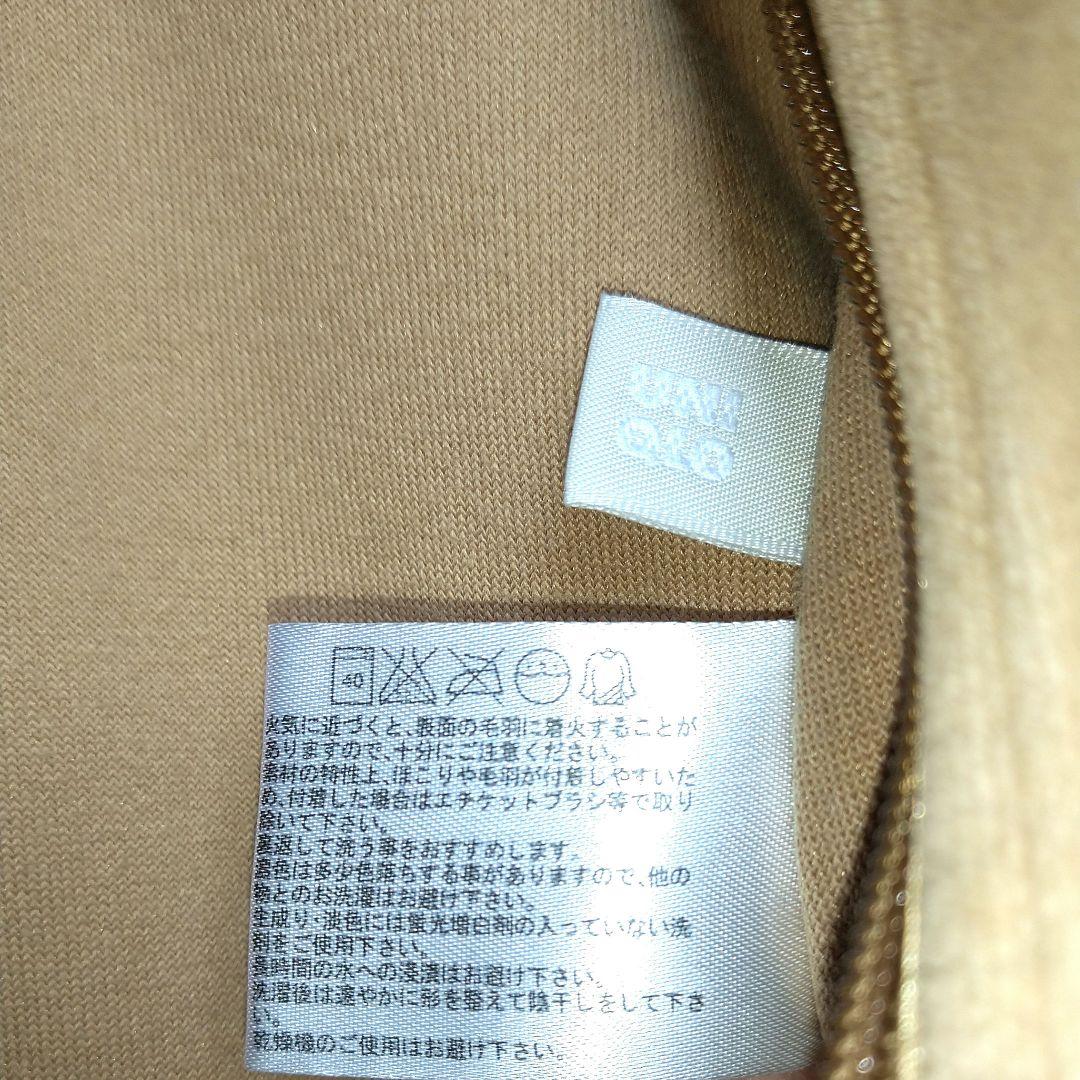 UNI
QLO
40
火気に近づくと、表面の毛羽に着火することが
ありますので、十分にご注意ください。
素材の特性上、ほこりや毛羽が付着しやすいた
め、付着した場合はエチケットブラシ等で取り
除いて下さい。
裏返して洗う事をおすすめします。
濃色は多少色落ちする事がありますので、他の
物とのお洗濯はお避け下さい。
生成り・淡色には蛍光増白剤の入っていない洗
剤をご使用下さい。
長時間の水への浸漬はお避け下さい。
洗濯後は速やかに形を整えて陰干しをして下さ
い。
乾燥機のご使用はお避け下さい。